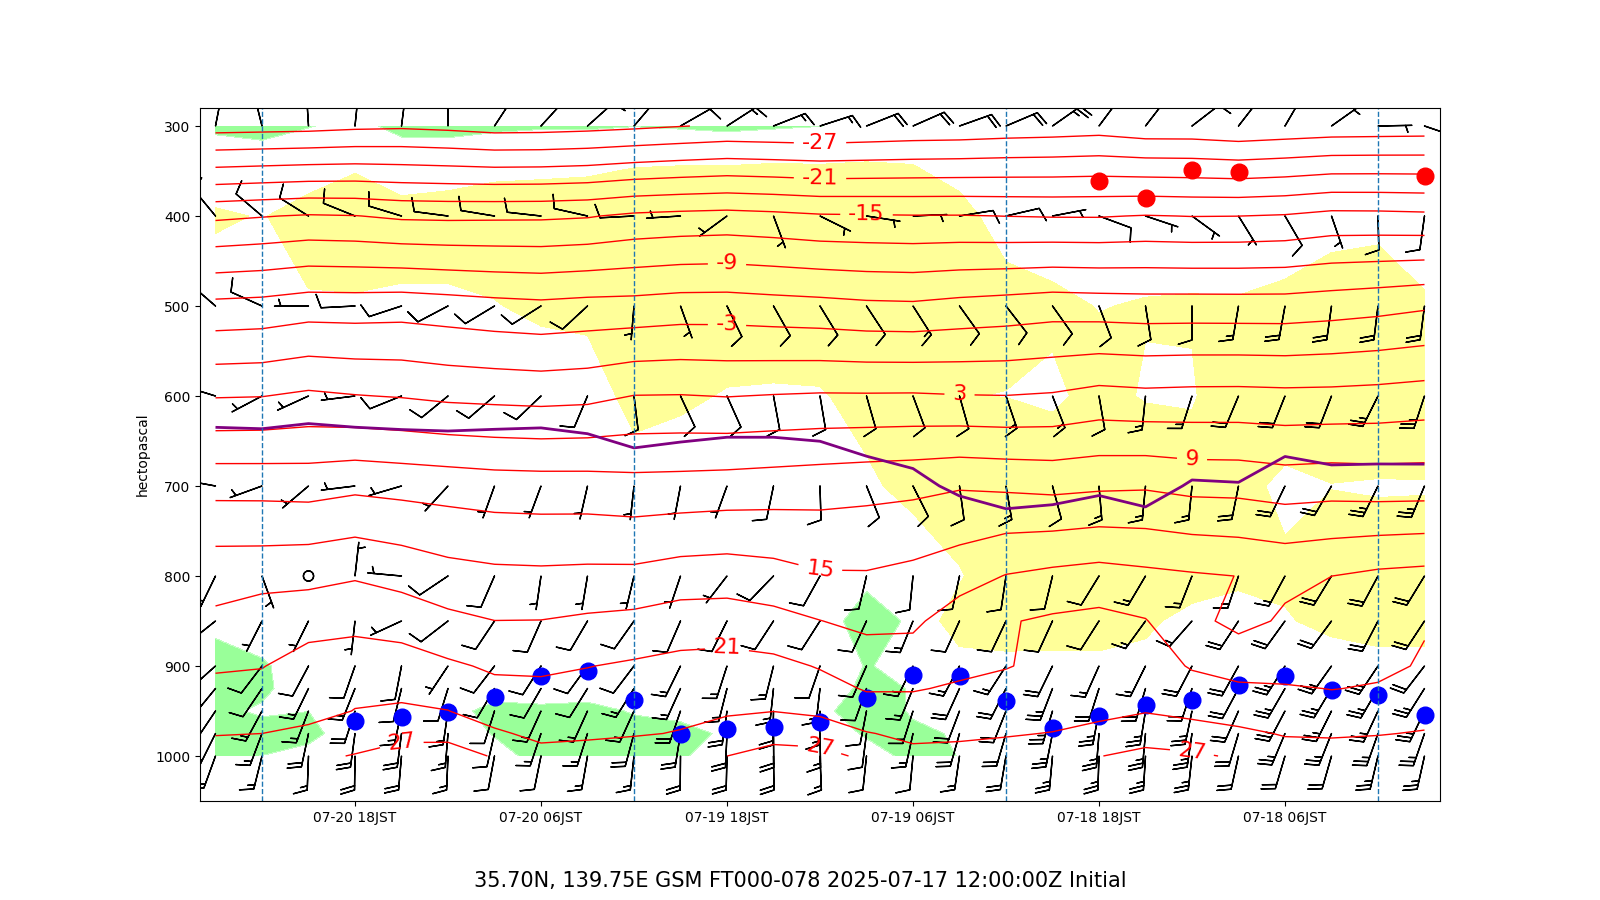 300
400
500
600
700
800
900
1000
hectopascal
-27
-21
-15
-9
-3
3
9
15
21
27
27
27
07-20 18JST
07-20 06JST
07-19 18JST
07-19 06JST
07-18 18JST
07-18 06JST
35.70N, 139.75E GSM FT000-078 2025-07-17 12:00:00Z Initial